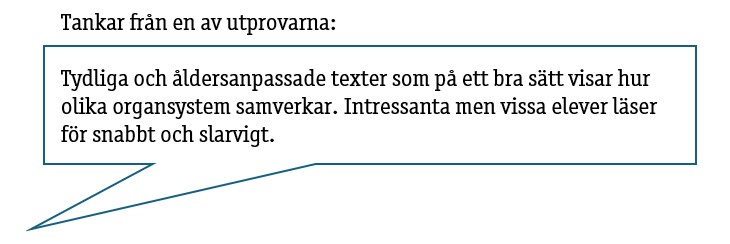 Tankar från en av utprovarna:
Tydliga och åldersanpassade texter som på ett bra sätt visar hur
olika organsystem samverkar. Intressanta men vissa elever läser
för snabbt och slarvigt.